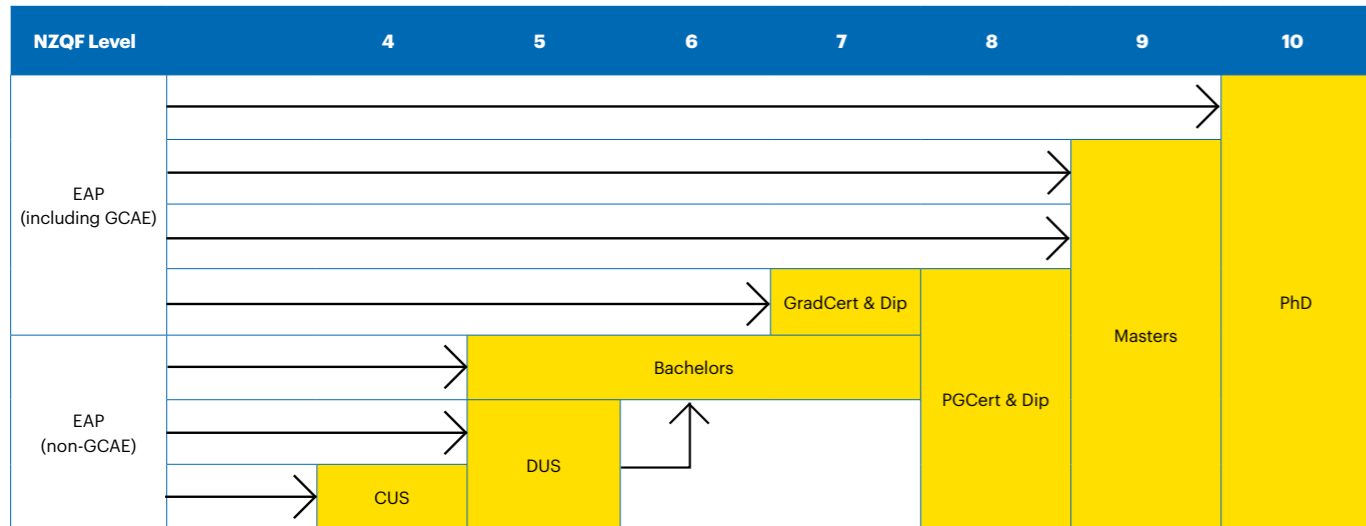 NZQF Level 4 5 6 7 8 9 10
EAP
(including GCAE)
GradCert & Dip
PhD
Masters
Bachelors
PGCert & Dip
EAP
(non-GCAE)
DUS
CUS